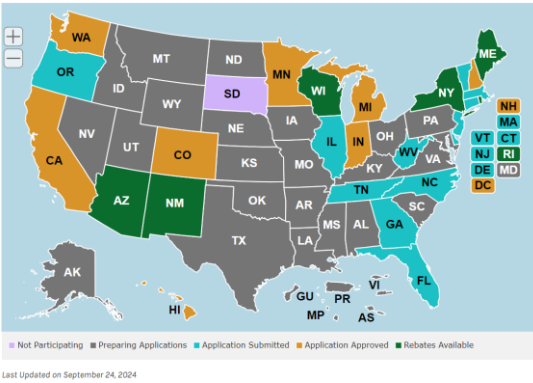 +
−
WA
MT
ND
MN
ME
OR
ID
SD
WI
MI
NY
WY
NH
MA
VT CT
NJ RI
DE MD
DC
NV
UT
CO
NE
IA
IL
IN
OH
PA
CA
KS
MO
KY
WV
VA
AZ
NM
OK
AR
TN
NC
SC
TX
LA
MS
AL
GA
FL
AK
HI
GU
PR
VI
MP
AS
Not Participating Preparing Applications Application Submitted Application Approved Rebates Available
Last Updated on September 24, 2024